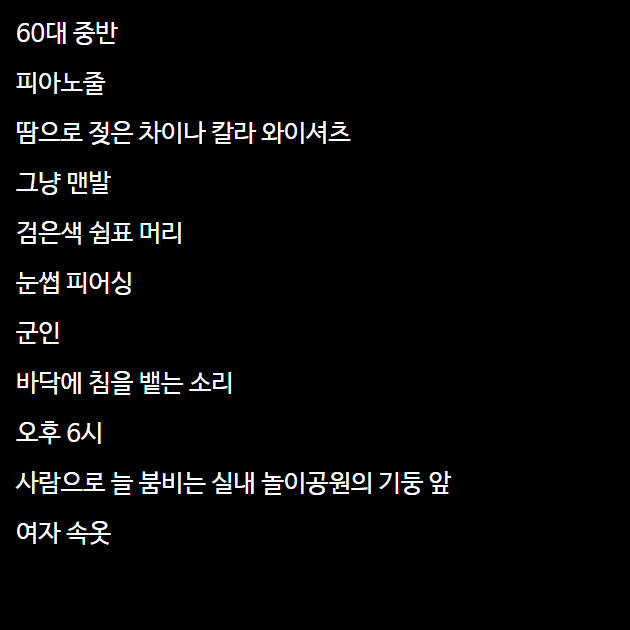 60대 중반
피아노줄
땀으로 젖은 차이나 칼라 와이셔츠
그냥 맨발
검은색 쉼표 머리
눈썹 피어싱
군인
바닥에 침을 뱉는 소리
오후 6시
사람으로 늘 붐비는 실내 놀이공원의 기둥 앞
여자 속옷